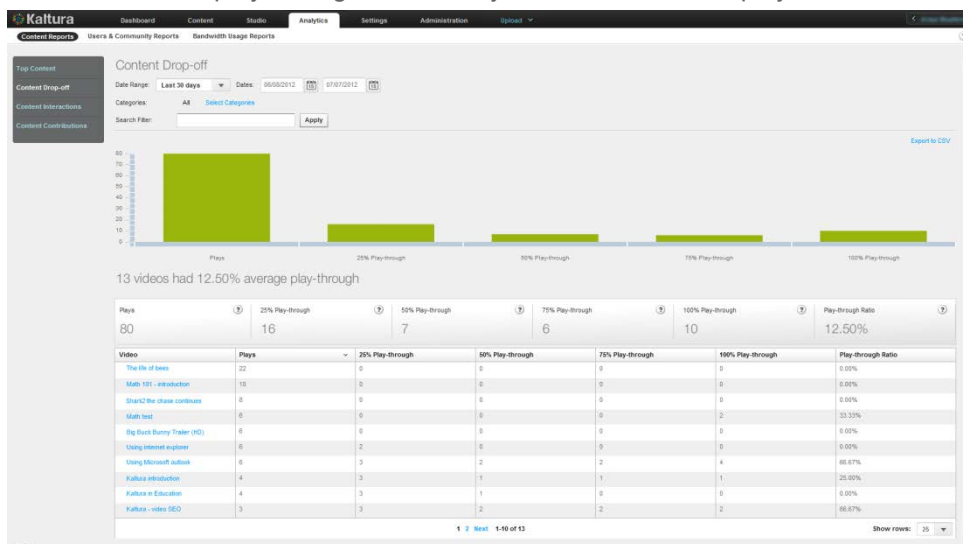 Kaltura Dashboard Content Studio Analytics Settings Administration Upload
Content Reports Users & Community Reports Bandwidth Usage Reports
Top Content
Content Drop-off
Content Interactions
Content Contributions
Content Drop-off
Date Range: Last 30 days Dates: 06/08/2012 07/07/2012
Categories: All Select Categories
Search Filter: Apply
Export to CSV
80
70
60
50
40
30
20
10
0
Plays 25% Play-through 50% Play-through 75% Play-through 100% Play-through
13 videos had 12.50% average play-through
Plays ? 25% Play-through ? 50% Play-through ? 75% Play-through ? 100% Play-through ? Play-through Ratio ?
80 16 7 6 10 12.50%
Video Plays 25% Play-through 50% Play-through 75% Play-through 100% Play-through Play-through Ratio
The life of bees 22 0 0 0 0 0.00%
Math 101 - introduction 0 0 0 0 0.00%
Shark2 the chase continues 8 0 0 0 0 0.00%
Math test 6 0 0 0 2 33.33%
Big Buck Bunny Trailer (HD) 6 0 0 0 0 0.00%
Using internet explorer 6 2 0 0 0 0.00%
Using Microsoft outlook 6 3 2 2 4 66.67%
Kaltura introduction 4 3 1 1 1 25.00%
Kaltura in Education 4 3 1 0 0 0.00%
Kaltura - video SEO 3 3 2 2 2 66.67%
1 2 Next 1-10 of 13 Show rows: 25